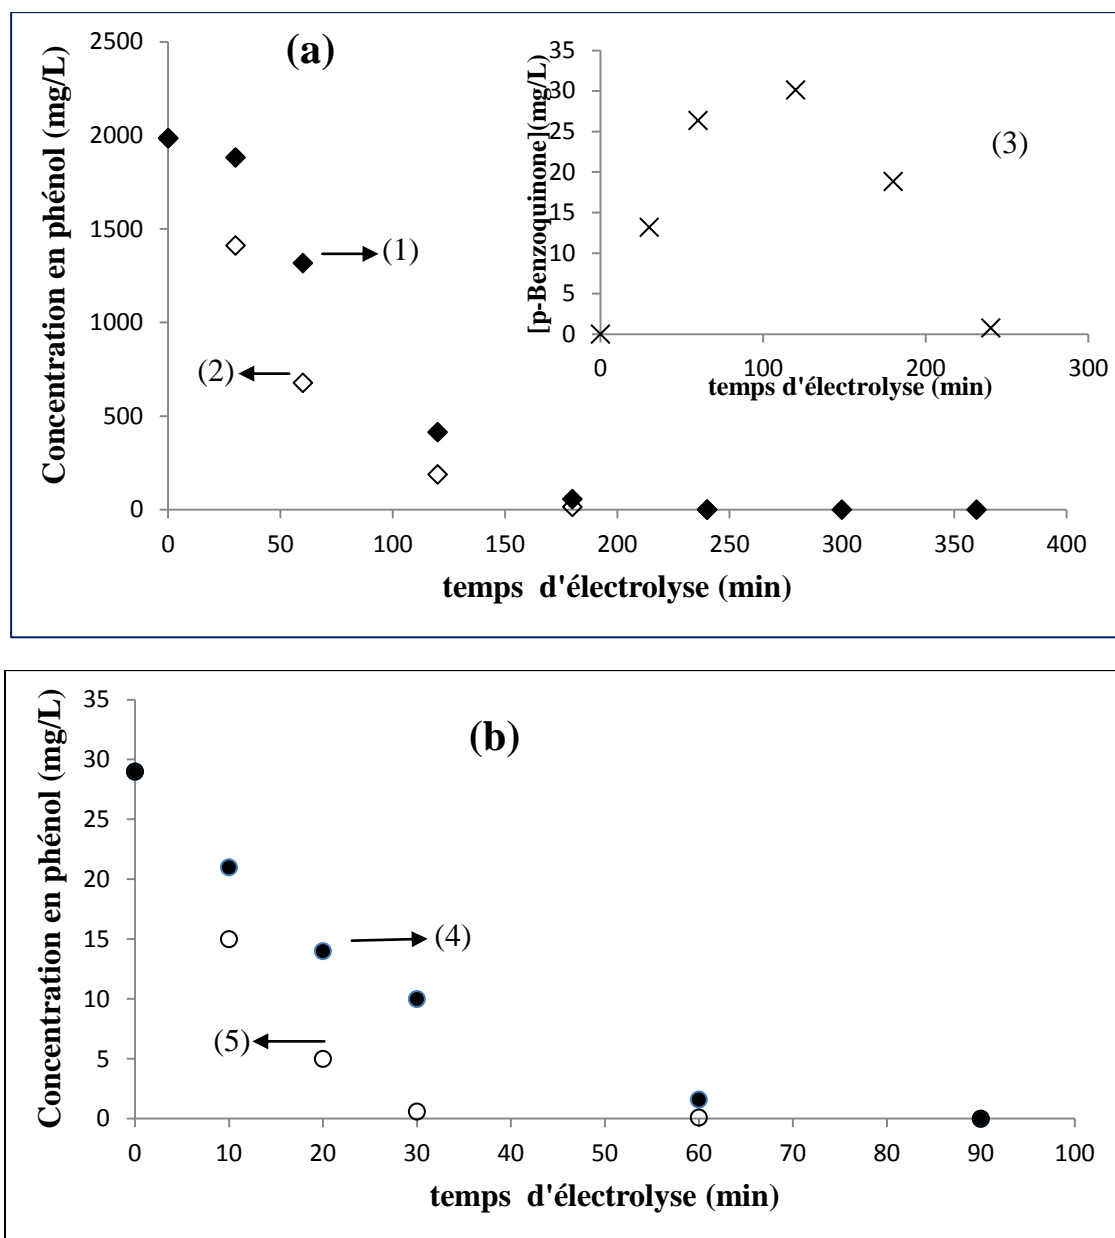 (a)
Concentration en phénol (mg/L)
2500
2000
1500
1000
500
0
(1)
(2)
0 50 100 150 200 250 300 350 400
temps d'électrolyse (min)
[p-Benzoquinone](mg/L)
35
30
25
20
15
10
5
0
(3)
0 100 200 300
temps d'électrolyse (min)
(b)
Concentration en phénol (mg/L)
35
30
25
20
15
10
5
0
(4)
(5)
0 10 20 30 40 50 60 70 80 90 100
temps d'électrolyse (min)